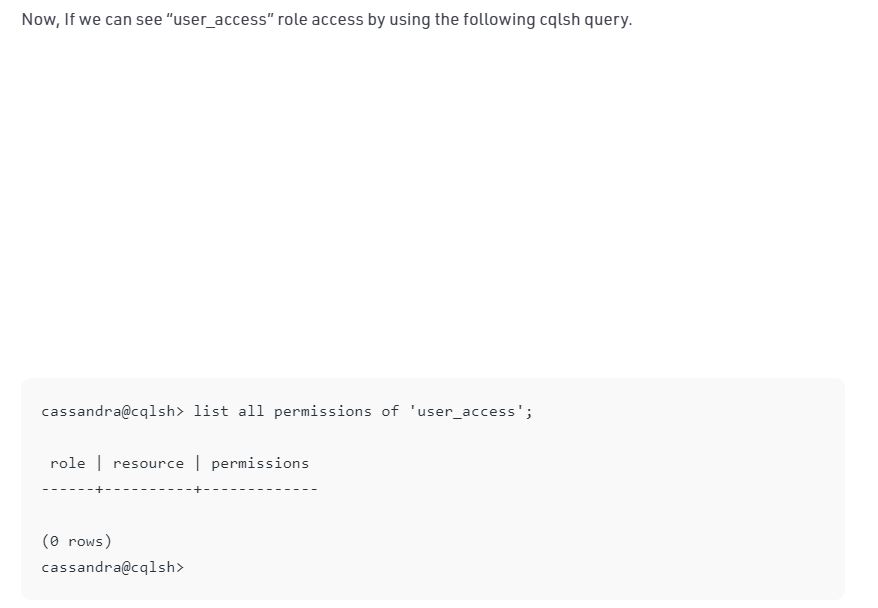 Now, If we can see “user_access” role access by using the following cqlsh query.
cassandra@cqlsh> list all permissions of 'user_access';
role | resource | permissions
------+----------+-------------
(0 rows)
cassandra@cqlsh>